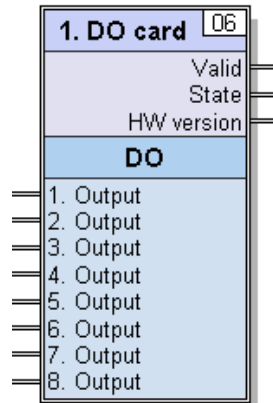 1. DO card 06
Valid
State
HW version
DO
1. Output
2. Output
3. Output
4. Output
5. Output
6. Output
7. Output
8. Output